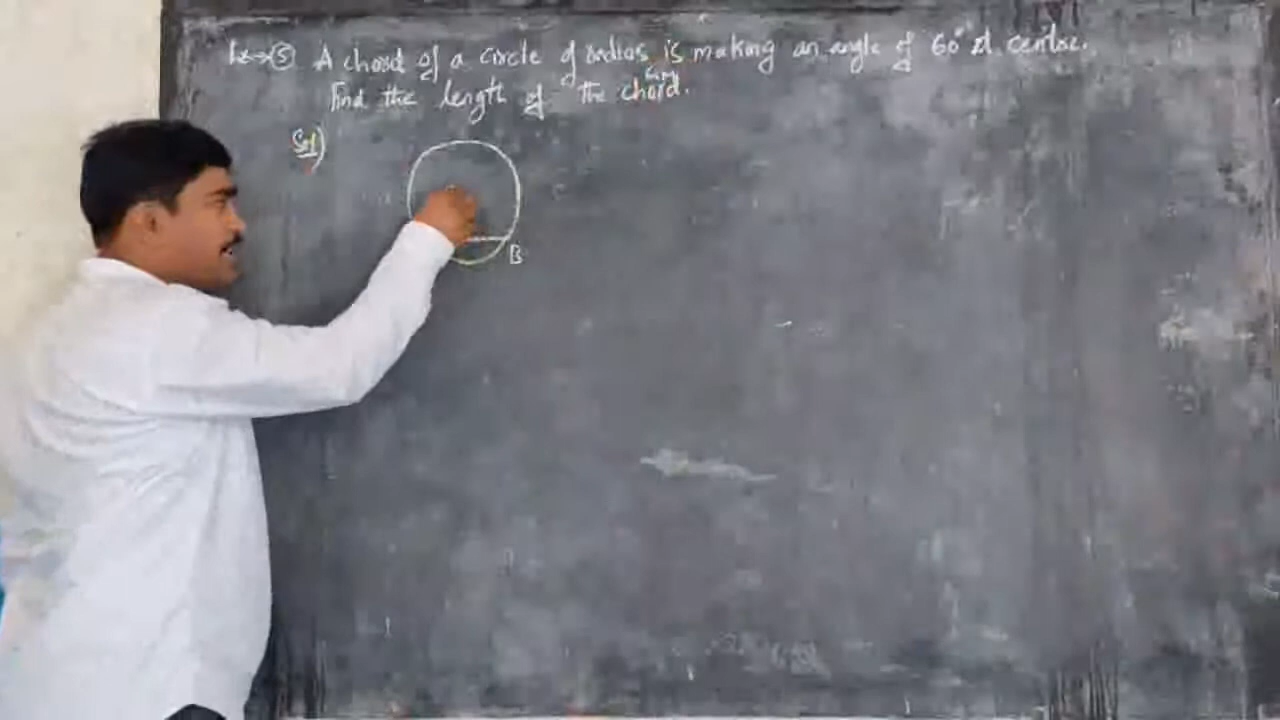 Ex→⑤ A chord of a circle of radius is making an angle of 60° at centre.
6cm
Find the length of the chord.
Sol)
B